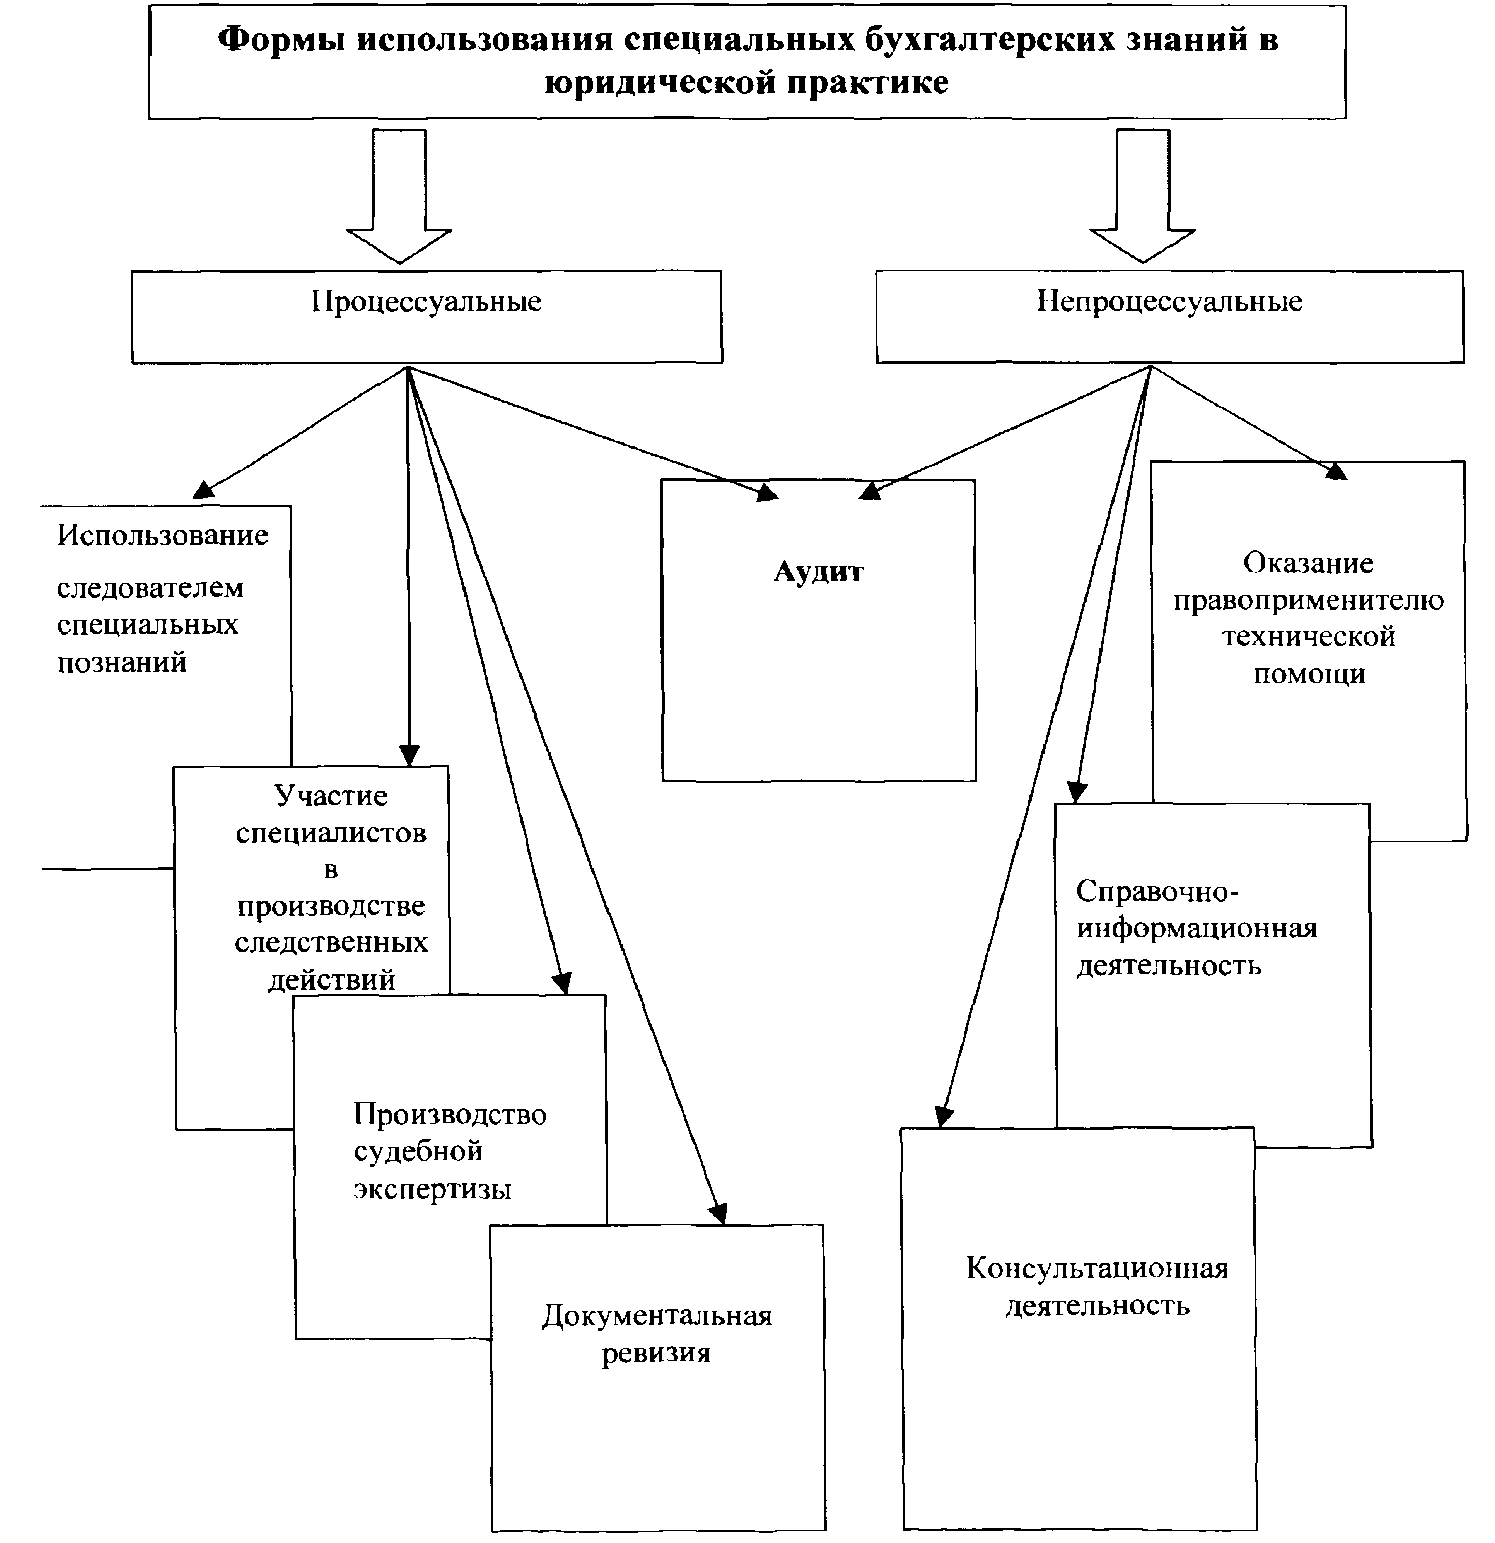 Формы использования специальных бухгалтерских знаний в
юридической практике
Процессуальные
Непроцессуальные
Использование
следователем
специальных
познаний
Аудит
Оказание
правоприменителю
технической
помощи
Участие
специалистов
в
производстве
следственных
действий
Справочно-
информационная
деятельность
Производство
судебной
экспертизы
Консультационная
деятельность
Документальная
ревизия